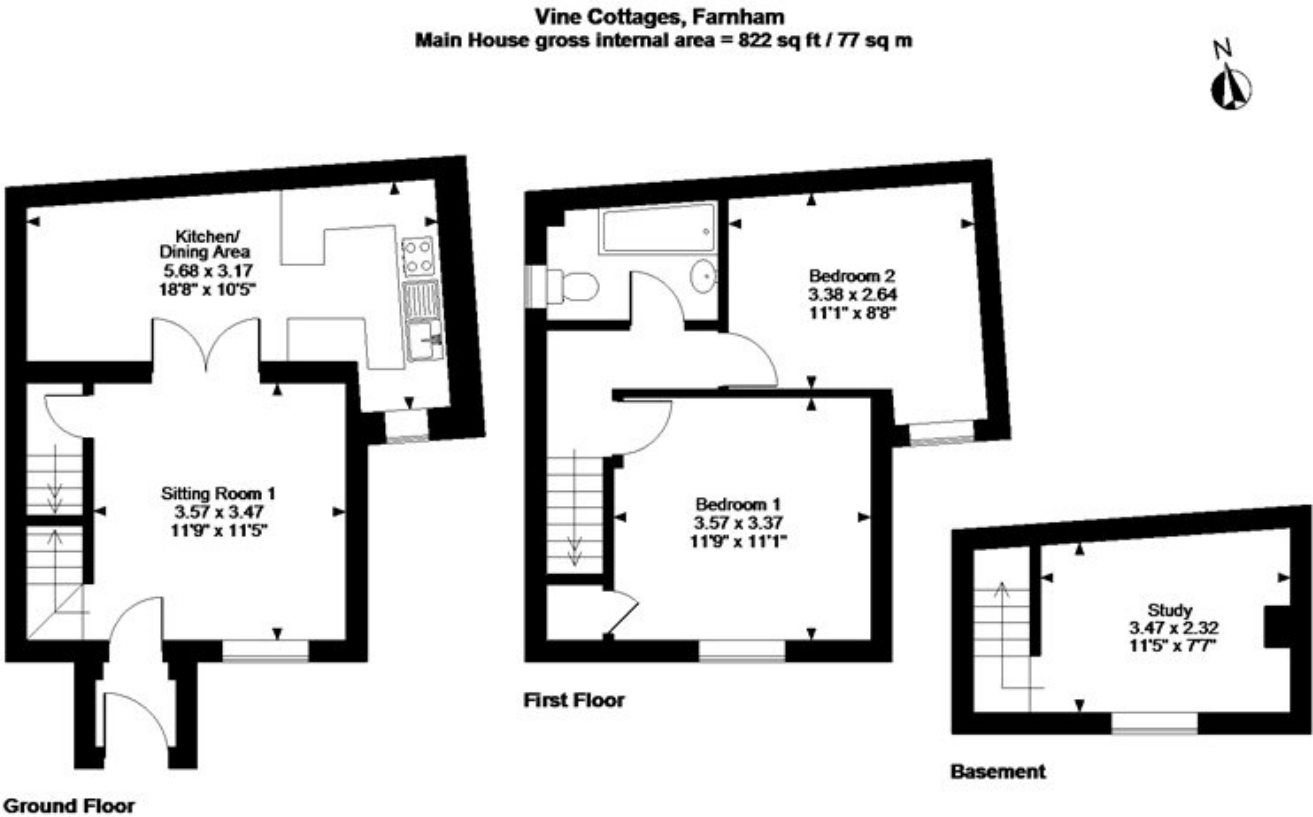 Vine Cottages, Farnham
Main House gross internal area = 822 sq ft / 77 sq m
N
Kitchen/
Dining Area
5.68 x 3.17
18'8" x 10'5"
Sitting Room 1
3.57 x 3.47
11'9" x 11'5"
Ground Floor
Bedroom 2
3.38 x 2.64
11'1" x 8'8"
Bedroom 1
3.57 x 3.37
11'9" x 11'1"
First Floor
Study
3.47 x 2.32
11'5" x 7'7"
Basement